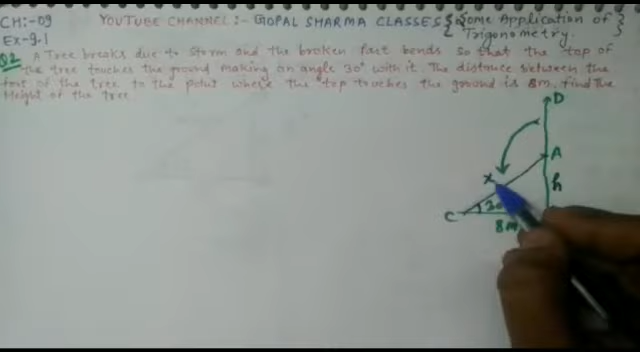 CH:-09 YOUTUBE CHANNEL:- GOPAL SHARMA CLASSES {Some Application of Trigonometry.}
Ex-9.1
Q2 A Tree breaks due to Storm and the broken part bends so that the top of
the tree touches the ground making an angle 30° with it. The distance between the
foot of the tree to the point where the top touches the ground is 8m. find The
Height of the tree
D
A
x
h
C 30
8m